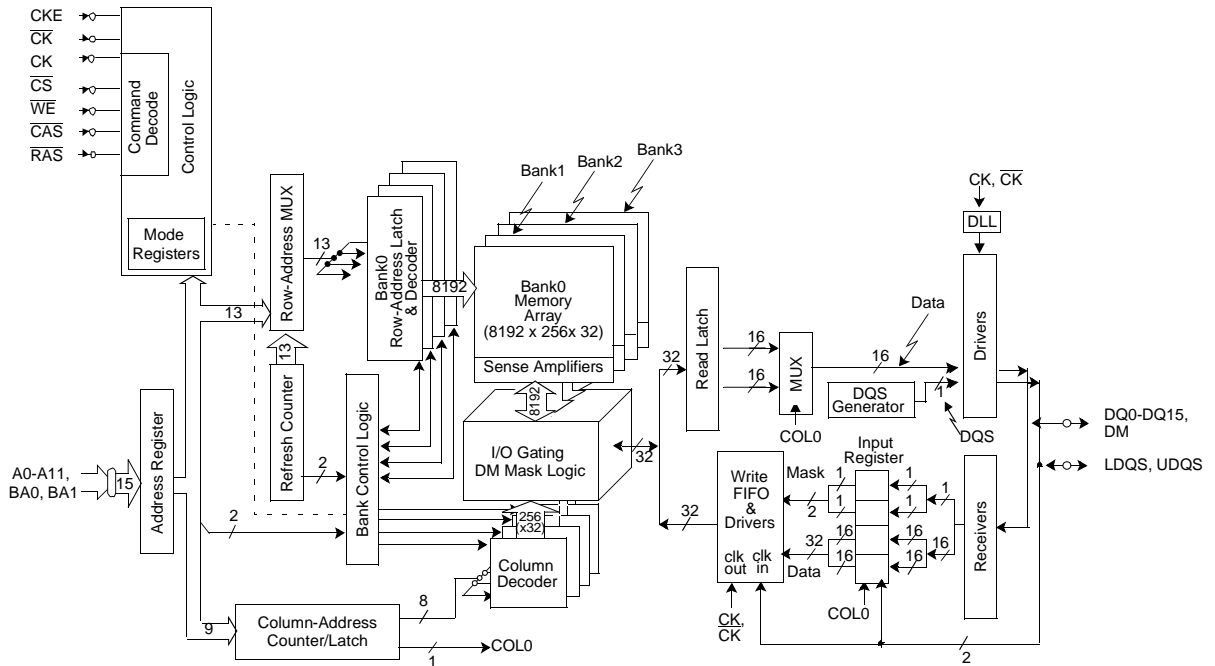 CKE
CK
CK
CS
WE
CAS
RAS
Command
Decode
Control Logic
Mode
Registers
Row-Address MUX
13
13
13
Refresh Counter
2
Bank0
Row-Address Latch
& Decoder
8192
Bank1
Bank2
Bank3
Bank0
Memory
Array
(8192 x 256x 32)
Sense Amplifiers
8192
I/O Gating
DM Mask Logic
32
Bank Control Logic
A0-A11,
BA0, BA1
15
Address Register
2
9
Column-Address
Counter/Latch
8
1
COL0
(256
x32)
Column
Decoder
32
Read Latch
16
16
MUX
COL0
16
Data
DQS
Generator
1
DQS
CK, CK
DLL
Drivers
DQ0-DQ15,
DM
LDQS, UDQS
Input
Register
Write
FIFO
&
Drivers
clk
out
clk
in
Mask
1
1
2
1
1
1
32
16
16
16
16
16
Data
32
CK
CK
COL0
Receivers
2